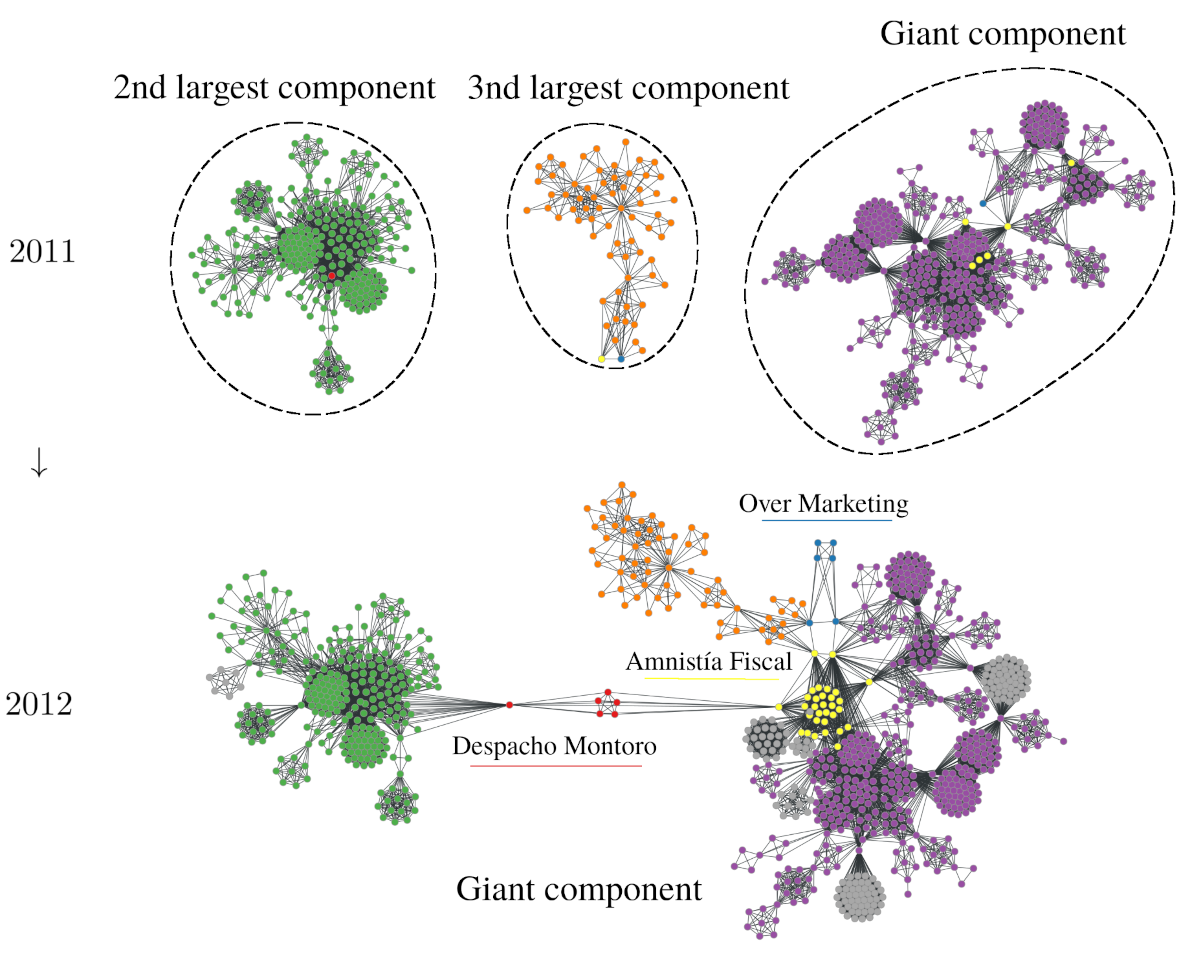 Giant component
2nd largest component
3nd largest component
2011
↓
Over Marketing
Amnistía Fiscal
2012
Despacho Montoro
Giant component